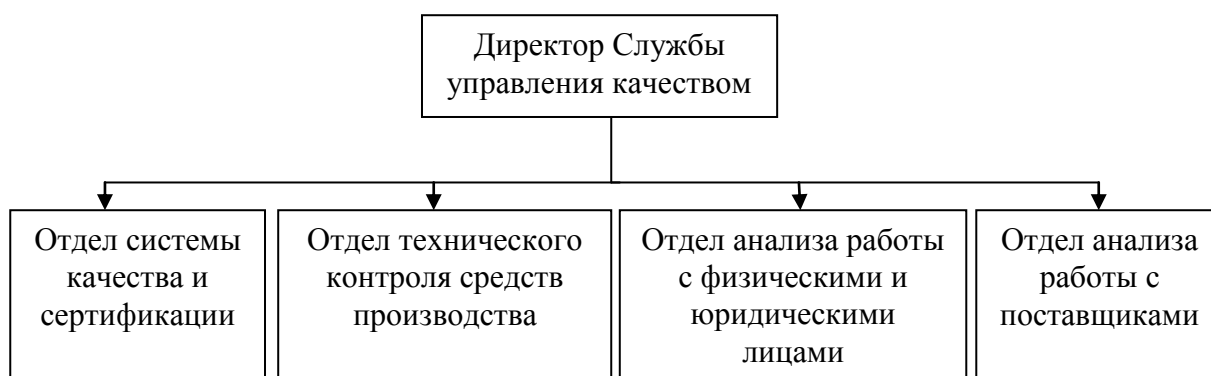 Директор Службы
управления качеством
Отдел системы
качества и
сертификации
Отдел технического
контроля средств
производства
Отдел анализа работы
с физическими и
юридическими
лицами
Отдел анализа
работы с
поставщиками